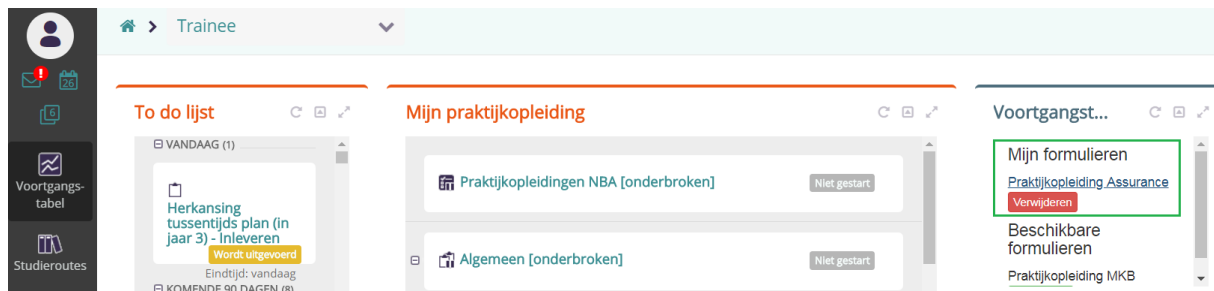 Trainee
!
26
6
Voortgangs-
tabel
Studieroutes
To do lijst
VANDAAG (1)
Herkansing
tussentijds plan (in
jaar 3) - Inleveren
Wordt uitgevoerd
Eindtijd: vandaag
KOMENDE 90 DAGEN (8)
Mijn praktijkopleiding
Praktijkopleidingen NBA [onderbroken]
Niet gestart
Algemeen [onderbroken]
Niet gestart
Voortgangst...
Mijn formulieren
Praktijkopleiding Assurance
Verwijderen
Beschikbare
formulieren
Praktijkopleiding MKB